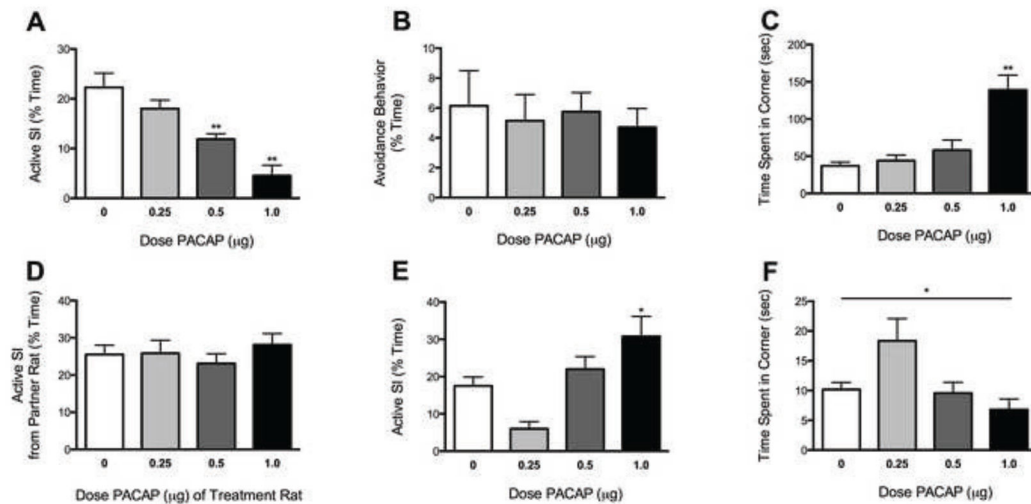 A
Active SI (% Time)
30
20
10
0
**
**
0 0.25 0.5 1.0
Dose PACAP (μg)
B
Avoidance Behavior
(% Time)
10
8
6
4
2
0
0 0.25 0.5 1.0
Dose PACAP (μg)
C
Time Spent in Corner (sec)
200
150
100
50
0
**
0 0.25 0.5 1.0
Dose PACAP (μg)
D
Active SI
from Partner Rat (% Time)
40
30
20
10
0
0 0.25 0.5 1.0
Dose PACAP (μg) of Treatment Rat
E
Active SI (% Time)
40
30
20
10
0
*
0 0.25 0.5 1.0
Dose PACAP (μg)
F
Time Spent in Corner (sec)
25
20
15
10
5
0
*
0 0.25 0.5 1.0
Dose PACAP (μg)